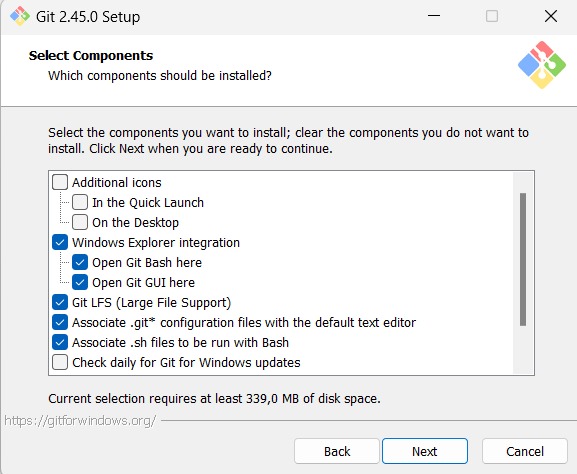 Git 2.45.0 Setup
Select Components
Which components should be installed?
Select the components you want to install; clear the components you do not want to
install. Click Next when you are ready to continue.
Additional icons
In the Quick Launch
On the Desktop
Windows Explorer integration
Open Git Bash here
Open Git GUI here
Git LFS (Large File Support)
Associate .git* configuration files with the default text editor
Associate .sh files to be run with Bash
Check daily for Git for Windows updates
Current selection requires at least 339,0 MB of disk space.
https://gitforwindows.org/
Back
Next
Cancel